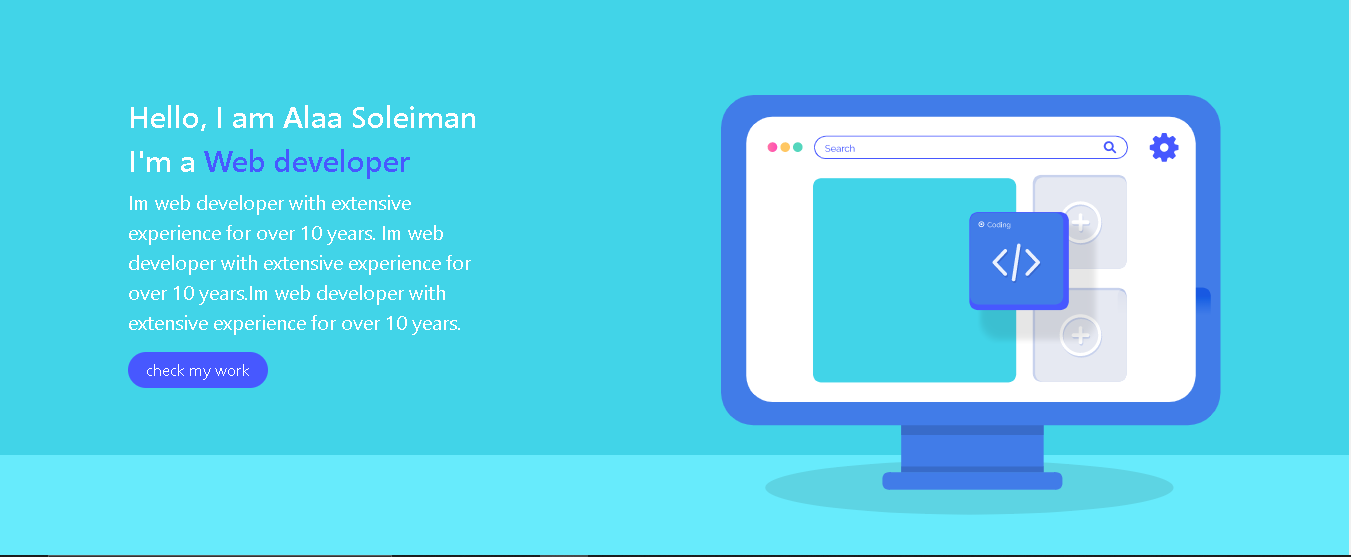 Hello, I am Alaa Soleiman
I'm a Web developer
Im web developer with extensive
experience for over 10 years. Im web
developer with extensive experience for
over 10 years.Im web developer with
extensive experience for over 10 years.
check my work
Search
Coding
</>